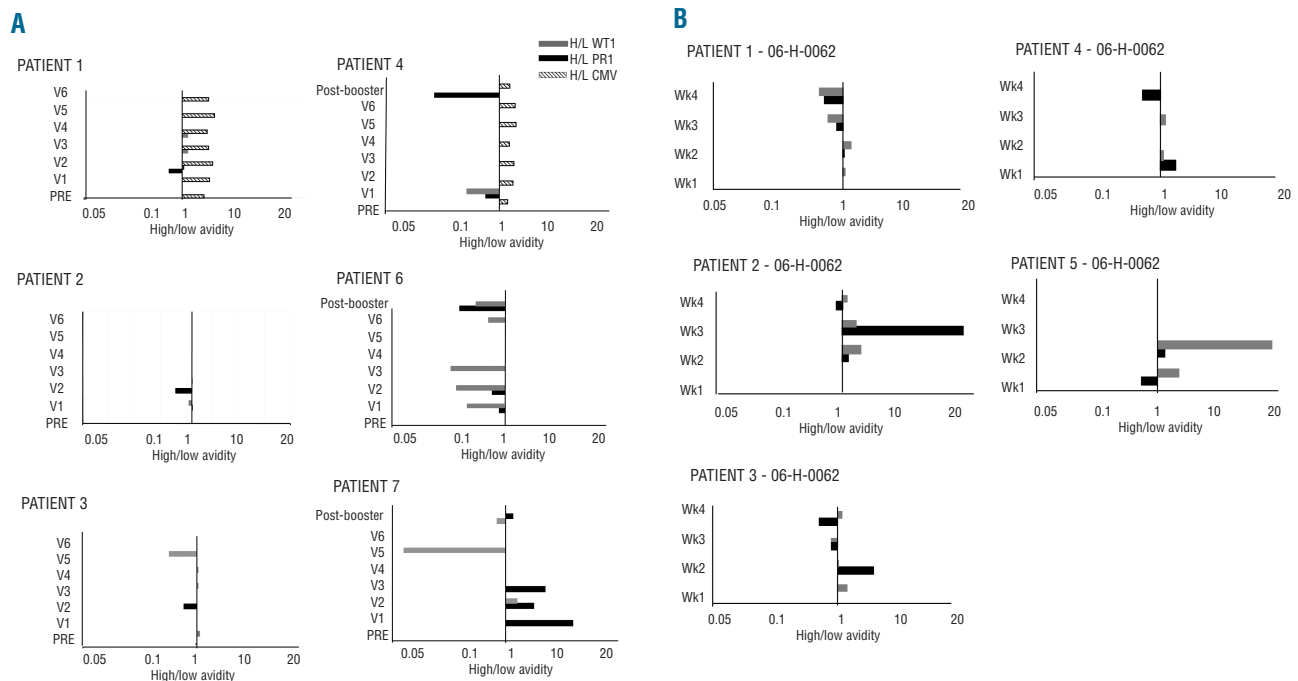 A
H/L WT1
H/L PR1
H/L CMV
PATIENT 1
V6
V5
V4
V3
V2
V1
PRE
0.05 0.1 1 10 20
High/low avidity
PATIENT 4
Post-booster
V6
V5
V4
V3
V2
V1
PRE
0.05 0.1 1 10 20
High/low avidity
PATIENT 2
V6
V5
V4
V3
V2
V1
PRE
0.05 0.1 1 10 20
High/low avidity
PATIENT 6
Post-booster
V6
V5
V4
V3
V2
V1
PRE
0.05 0.1 1 10 20
High/low avidity
PATIENT 3
V6
V5
V4
V3
V2
V1
PRE
0.05 0.1 1 10 20
High/low avidity
PATIENT 7
Post-booster
V6
V5
V4
V3
V2
V1
PRE
0.05 0.1 1 10 20
High/low avidity
B
PATIENT 1 - 06-H-0062
Wk4
Wk3
Wk2
Wk1
0.05 0.1 1 10 20
High/low avidity
PATIENT 4 - 06-H-0062
Wk4
Wk3
Wk2
Wk1
0.05 0.1 1 10 20
High/low avidity
PATIENT 2 - 06-H-0062
Wk4
Wk3
Wk2
Wk1
0.05 0.1 1 10 20
High/low avidity
PATIENT 5 - 06-H-0062
Wk4
Wk3
Wk2
Wk1
0.05 0.1 1 10 20
High/low avidity
PATIENT 3 - 06-H-0062
Wk4
Wk3
Wk2
Wk1
0.05 0.1 1 10 20
High/low avidity